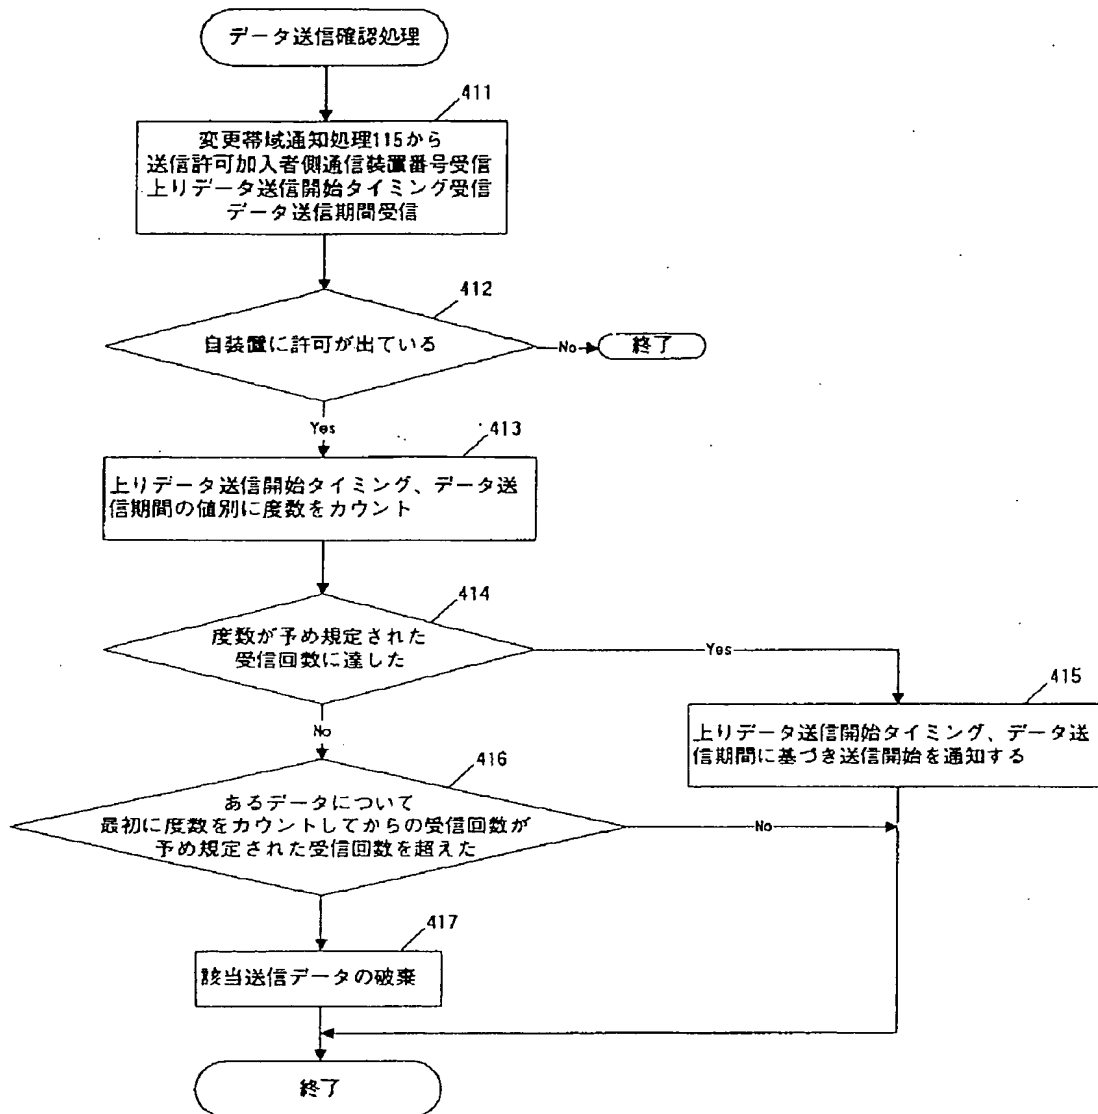 データ送信確認処理
411
変更帯域通知処理115から
送信許可加入者側通信装置番号受信
上りデータ送信開始タイミング受信
データ送信期間受信
412
自装置に許可が出ている
No
終了
Yes
413
上りデータ送信開始タイミング、データ送
信期間の値別に度数をカウント
414
度数が予め規定された
受信回数に達した
Yes
415
上りデータ送信開始タイミング、データ送
信期間に基づき送信開始を通知する
No
416
あるデータについて
最初に度数をカウントしてからの受信回数が
予め規定された受信回数を超えた
No
417
該当送信データの破棄
終了